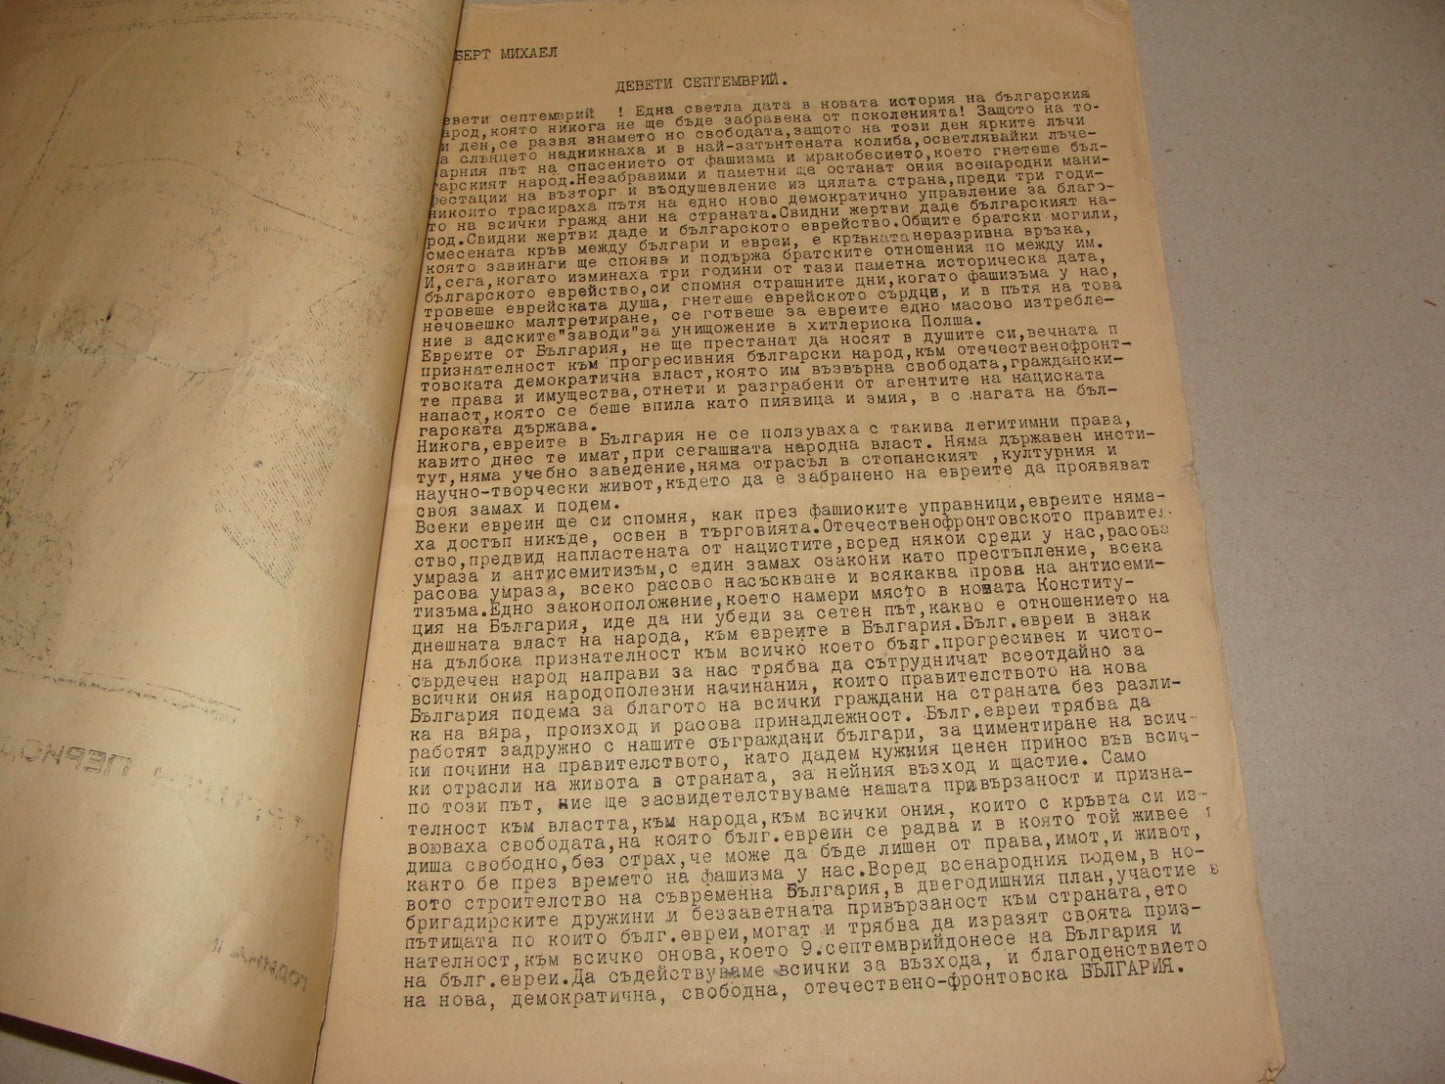 БЕРТ МИХАЕЛ
ДЕВЕТИ СЕПТЕМВРИЙ.
евети септември ! Една светла дата в новата история на българския
арод,която никога не ще бъде забравена от поколенията! Защото на то-
и ден,се развя знамето но свободата,защото на този ден ярките лъчи
а слънцето надникнаха и в най-затънтената колиба,осветлявайки лъче-
арния път на спасението от фашизма и мракобесието,което гнетеше бъл-
гарският народ.Незабравими и паметни ще останат ония всенародни мани-
фестации на възторг и въодушевление из цялата страна,преди три годи-
никоито трасираха пътя на едно ново демократично управление за благо-
то на всички гражд ани на страната.Свидни жертви даде българският на-
род.Свидни жертви даде и българското еврейство.Общите братски могили,
смесената кръв между българи и евреи, е кръвнатанеразривна връзка,
която завинаги ще споява и подържа братските отношения по между им.
И,сега,когато изминаха три години от тази паметна историческа дата,
българското еврейство,си спомня страшните дни,когато фашизъма у нас,
тровеше еврейската душа, гнетеше еврейското сърдце, и в пътя на това
нечовешко малтретиране, се готвеше за евреите едно масово изтребле-
ние в адските"заводи"за унищожение в хитлериска Полша.
Евреите от България, не ще престанат да носят в душите си,вечната п
признателност към прогресивния български народ,към отечественофронт-
товската демократична власт,която им възвърна свободата,граждански-
те права и имущества,отнети и разграбени от агентите на нациската
напаст,която се беше впила като пиявица и змия, в с нагата на бъл-
гарската държава.
Никога,евреите в България не се ползуваха с такива легитимни права,
каквито днес те имат,при сегашната народна власт. Няма държавен инсти-
тут,няма учебно заведение,няма отрасъл в стопанският ,културния и
научно-творчески живот,където да е забранено на евреите да проявяват
своя замах и подем.
Всеки евреин ще си спомня, как през фашиоките управници,евреите няма-
ха достъп никъде, освен в търговията.Отечественофронтовското правител-
ство,предвид напластената от нацистите,всред някои среди у нас,расова
умраза и антисемитизъм,с един замах озакони като престъпление, всека
расова умраза, всеко расово насъскване и всякаква прова на антисеми-
тизъма.Едно законоположение,което намери място в новата Конститу-
ция на България, иде да ни убеди за сетен път,какво е отношението на
днешната власт на народа, към евреите в България.Бълг.евреи в знак
на дълбока признателност към всичко което бълг.прогресивен и чисто-
сърдечен народ направи за нас трябва да сътрудничат всеотдайно за
всички ония народополезни начинания, които правителството на нова
България подема за благото на всички граждани на страната без разли-
ка на вяра, произход и расова принадлежност. Бълг.евреи трябва да
работят задружно с нашите съграждани българи, за циментиране на всич-
ки почини на правителството, като дадем нужния ценен принос във всич-
ки отрасли на живота в страната, за нейния възход и щастие. Само
по този път, ние ще засвидетелствуваме нашата привързаност и призна-
телност към властта,към народа,към всички ония, които с кръвта си из-
воюваха свободата,на която бълг.евреин се радва и в която той живее и
диша свободно,без страх,че може да бъде лишен от права,имот,и живот,
както бе през времето на фашизма у нас.Всред всенародния подем,в но-
вото строителство на съвременна България,в двегодишния план,участие в
бригадирските дружини и беззаветната привързаност към страната,ето
пътищата по които бълг.евреи,могат и трябва да изразят своята приз-
нателност,към всичко онова,което 9.септемврийдонесе на България и
на бълг.евреи.Да съдействуваме всички за възхода, и благоденствието
на нова, демократична, свободна, отечествено-фронтовска БЪЛГАРИЯ.